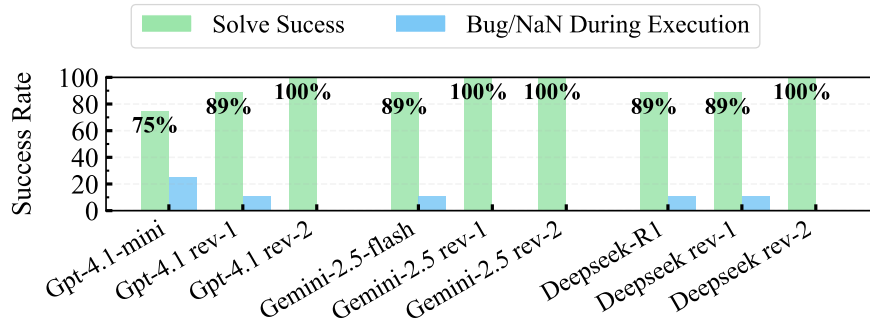 Solve Sucess
Bug/NaN During Execution
Success Rate
100
80
60
40
20
0
75%
89%
100%
89%
100%
100%
89%
89%
100%
Gpt-4.1-mini
Gpt-4.1 rev-1
Gpt-4.1 rev-2
Gemini-2.5-flash
Gemini-2.5 rev-1
Gemini-2.5 rev-2
Deepseek-R1
Deepseek rev-1
Deepseek rev-2